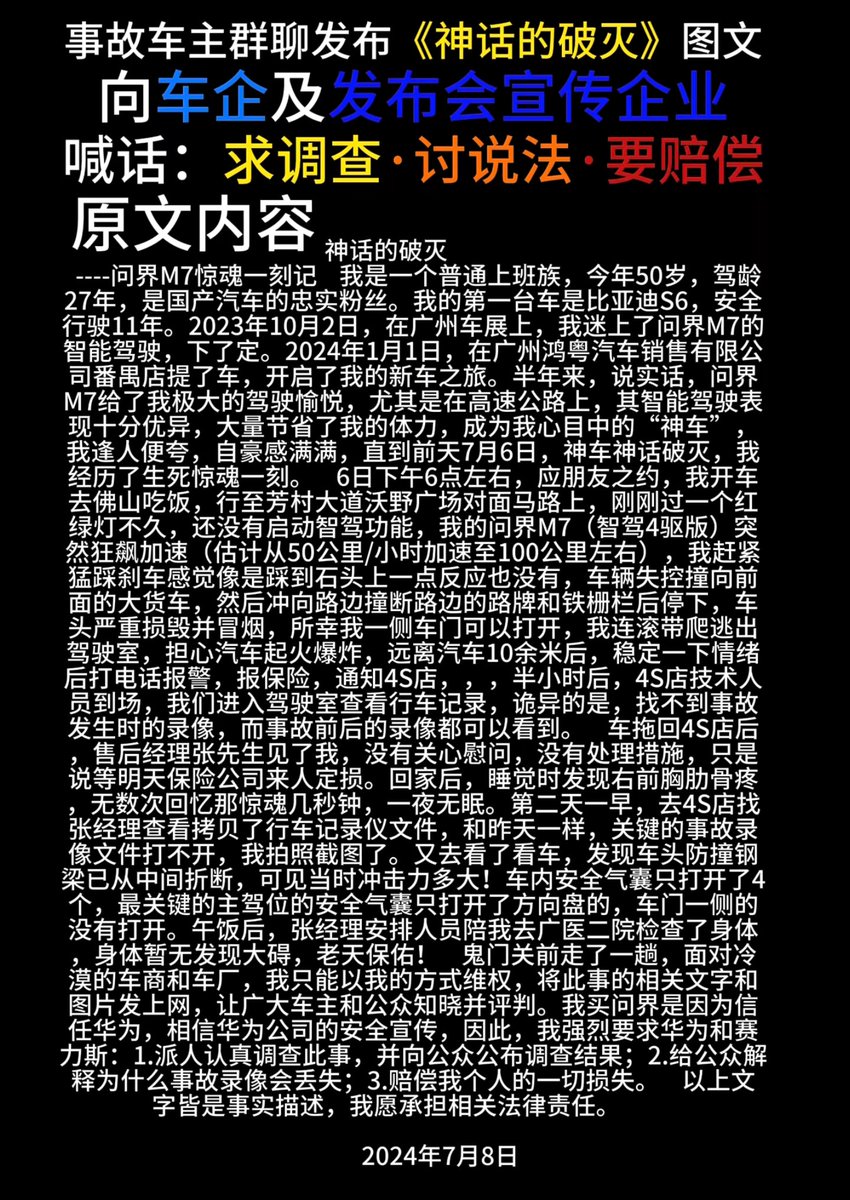 事故车主群聊发布《神话的破灭》图文
向车企及发布会宣传企业
喊话：求调查·讨说法·要赔偿
原文内容
神话的破灭
----问界M7惊魂一刻记 我是一个普通上班族，今年50岁，驾龄
27年，是国产汽车的忠实粉丝。我的第一台车是比亚迪S6，安全
行驶11年。2023年10月2日，在广州车展上，我迷上了问界M7的
智能驾驶，下了定。2024年1月1日，在广州鸿粤汽车销售有限公
司番禺店提了车，开启了我的新车之旅。半年来，说实话，问界
M7给了我极大的驾驶愉悦，尤其是在高速公路上，其智能驾驶表
现十分优异，大量节省了我的体力，成为我心目中的“神车”，
我逢人便夸，自豪感满满，直到前天7月6日，神车神话破灭，我
经历了生死惊魂一刻。 6日下午6点左右，应朋友之约，我开车
去佛山吃饭，行至芳村大道沃野广场对面马路上，刚刚过一个红
绿灯不久，还没有启动智驾功能，我的问界M7（智驾4驱版）突
然狂飙加速（估计从50公里/小时加速至100公里左右），我赶紧
猛踩刹车感觉像是踩到石头上一点反应也没有，车辆失控撞向前
面的大货车，然后冲向路边撞断路边的路牌和铁栅栏后停下，车
头严重损毁并冒烟，所幸我一侧车门可以打开，我连滚带爬逃出
驾驶室，担心汽车起火爆炸，远离汽车10余米后，稳定一下情绪
后打电话报警，报保险，通知4S店，，，半小时后，4S店技术人
员到场，我们进入驾驶室查看行车记录，诡异的是，找不到事故
发生时的录像，而事故前后的录像都可以看到。 车拖回4S店后
，售后经理张先生见了我，没有关心慰问，没有处理措施，只是
说等明天保险公司来人定损。回家后，睡觉时发现右前胸肋骨疼
，无数次回忆那惊魂几秒钟，一夜无眠。第二天一早，去4S店找
张经理查看拷贝了行车记录仪文件，和昨天一样，关键的事故录
像文件打不开，我拍照截图了。又去看了看车，发现车头防撞钢
梁已从中间折断，可见当时冲击力多大！车内安全气囊只打开了4
个，最关键的主驾位的安全气囊只打开了方向盘的，车门一侧的
没有打开。午饭后，张经理安排人员陪我去广医二院检查了身体
，身体暂无发现大碍，老天保佑！ 鬼门关前走了一趟，面对冷
漠的车商和车厂，我只能以我的方式维权，将此事的相关文字和
图片发上网，让广大车主和公众知晓并评判。我买问界是因为信
任华为，相信华为公司的安全宣传，因此，我强烈要求华为和赛
力斯：1.派人认真调查此事，并向公众公布调查结果；2.给公众解
释为什么事故录像会丢失；3.赔偿我个人的一切损失。 以上文
字皆是事实描述，我愿承担相关法律责任。
2024年7月8日